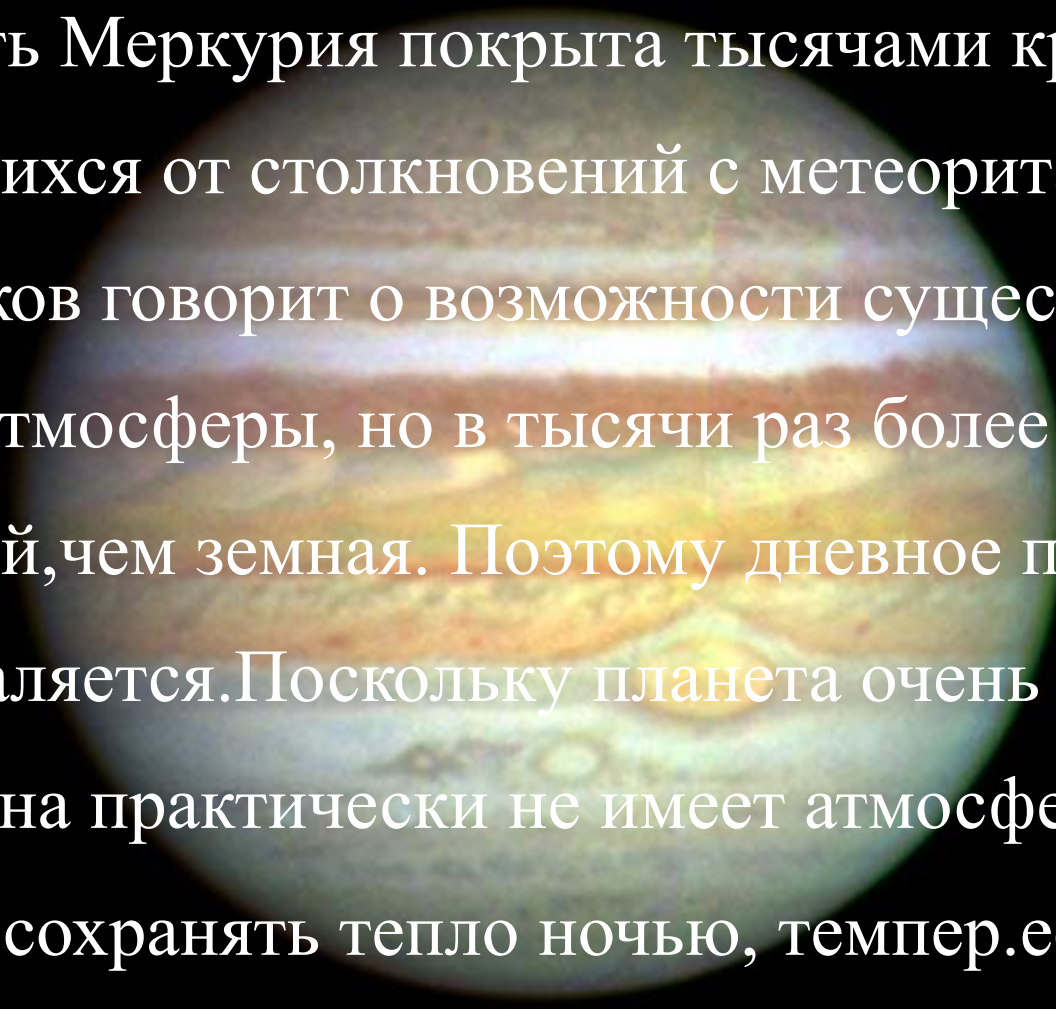 ть Меркурия покрыта тысячами кр
ихся от столкновений с метеорит
ков говорит о возможности сущес
тмосферы, но в тысячи раз более
й,чем земная. Поэтому дневное п
аляется.Поскольку планета очень
на практически не имеет атмосфе
сохранять тепло ночью, темпер.е